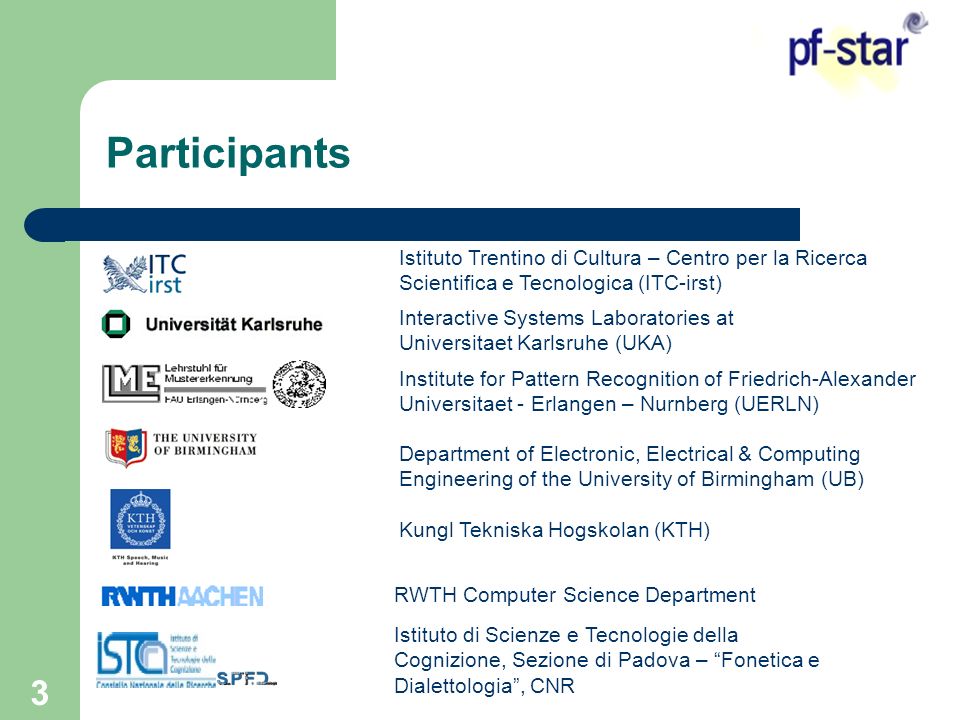 pf-star
Participants
ITC
irst
Istituto Trentino di Cultura – Centro per la Ricerca
Scientifica e Tecnologica (ITC-irst)
Universität Karlsruhe
Interactive Systems Laboratories at
Universitaet Karlsruhe (UKA)
LME
Lehrstuhl für
Mustererkennung
FAU Erlangen-Nürnberg
Institute for Pattern Recognition of Friedrich-Alexander
Universitaet - Erlangen – Nurnberg (UERLN)
THE UNIVERSITY
OF BIRMINGHAM
Department of Electronic, Electrical & Computing
Engineering of the University of Birmingham (UB)
KTH
VETENSKAP
OCH KONST
KTH Speech, Music
and Hearing
Kungl Tekniska Hogskolan (KTH)
RWTHAACHEN
RWTH Computer Science Department
ISTC
Istituto di
Scienze e
Tecnologie della
Cognizione
Consiglio Nazionale delle Ricerche
SPFD
Istituto di Scienze e Tecnologie della
Cognizione, Sezione di Padova – “Fonetica e
Dialettologia”, CNR
3